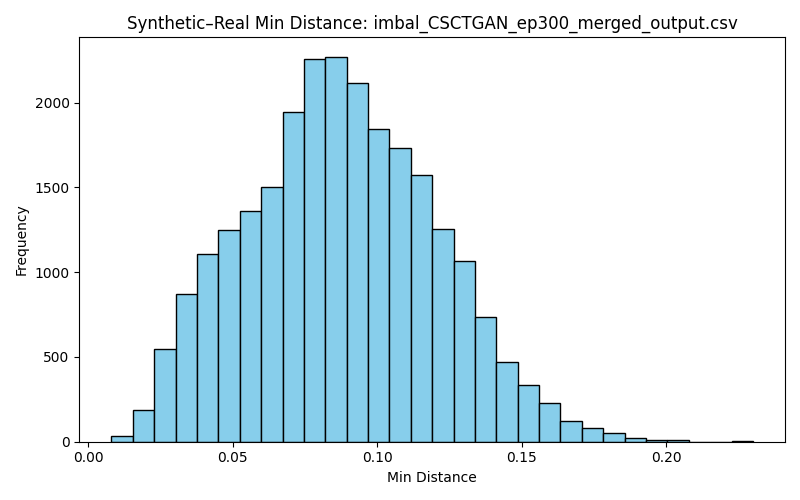 Synthetic–Real Min Distance: imbal_CSCTGAN_ep300_merged_output.csv
Frequency
2000
1500
1000
500
0
0.00 0.05 0.10 0.15 0.20
Min Distance